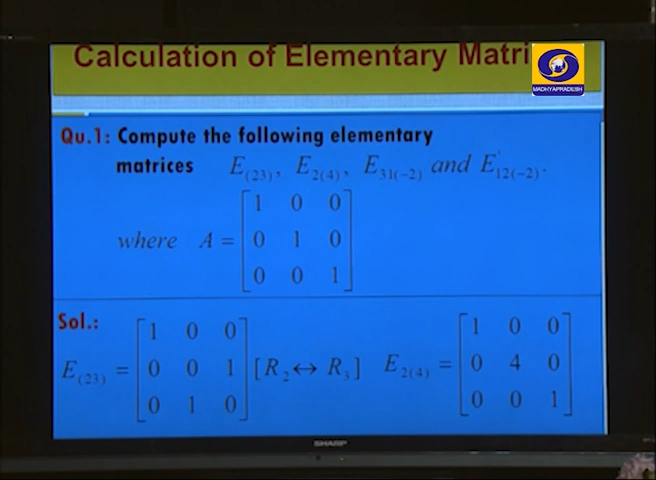 Calculation of Elementary Matri
MADHYAPRADESH
Qu.1: Compute the following elementary
matrices E(23), E2(4), E31(−2) and E'12(−2).
where A = [1 0 0
0 1 0
0 0 1]
Sol.:
E(23) = [1 0 0
0 0 1
0 1 0] [R2 ↔ R3] E2(4) = [1 0 0
0 4 0
0 0 1]
SHARP